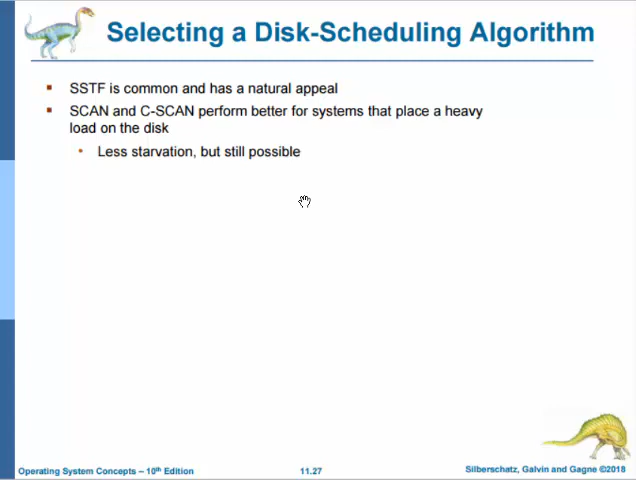 Selecting a Disk-Scheduling Algorithm
▪ SSTF is common and has a natural appeal
▪ SCAN and C-SCAN perform better for systems that place a heavy
load on the disk
• Less starvation, but still possible
Operating System Concepts – 10th Edition
11.27
Silberschatz, Galvin and Gagne ©2018